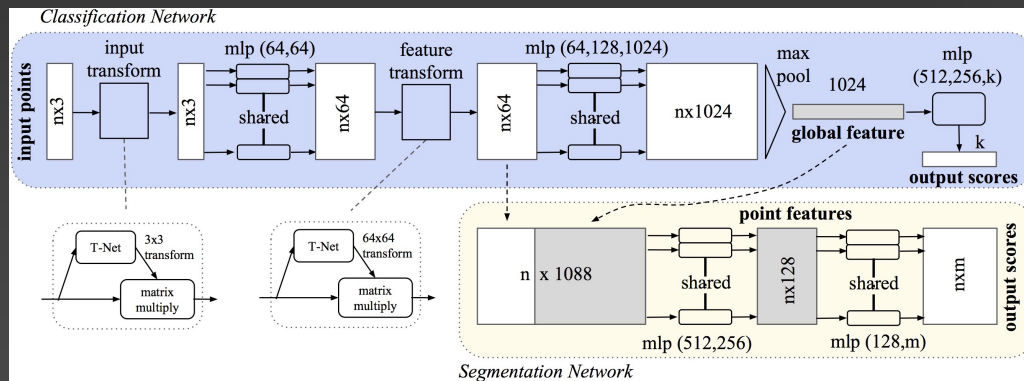 Classification Network
input points
nx3
input
transform
nx3
mlp (64,64)
shared
nx64
feature
transform
nx64
mlp (64,128,1024)
shared
nx1024
max
pool
1024
global feature
mlp
(512,256,k)
k
output scores
T-Net
3x3
transform
matrix
multiply
T-Net
64x64
transform
matrix
multiply
point features
n x 1088
shared
mlp (512,256)
nx128
shared
mlp (128,m)
nxm
output scores
Segmentation Network